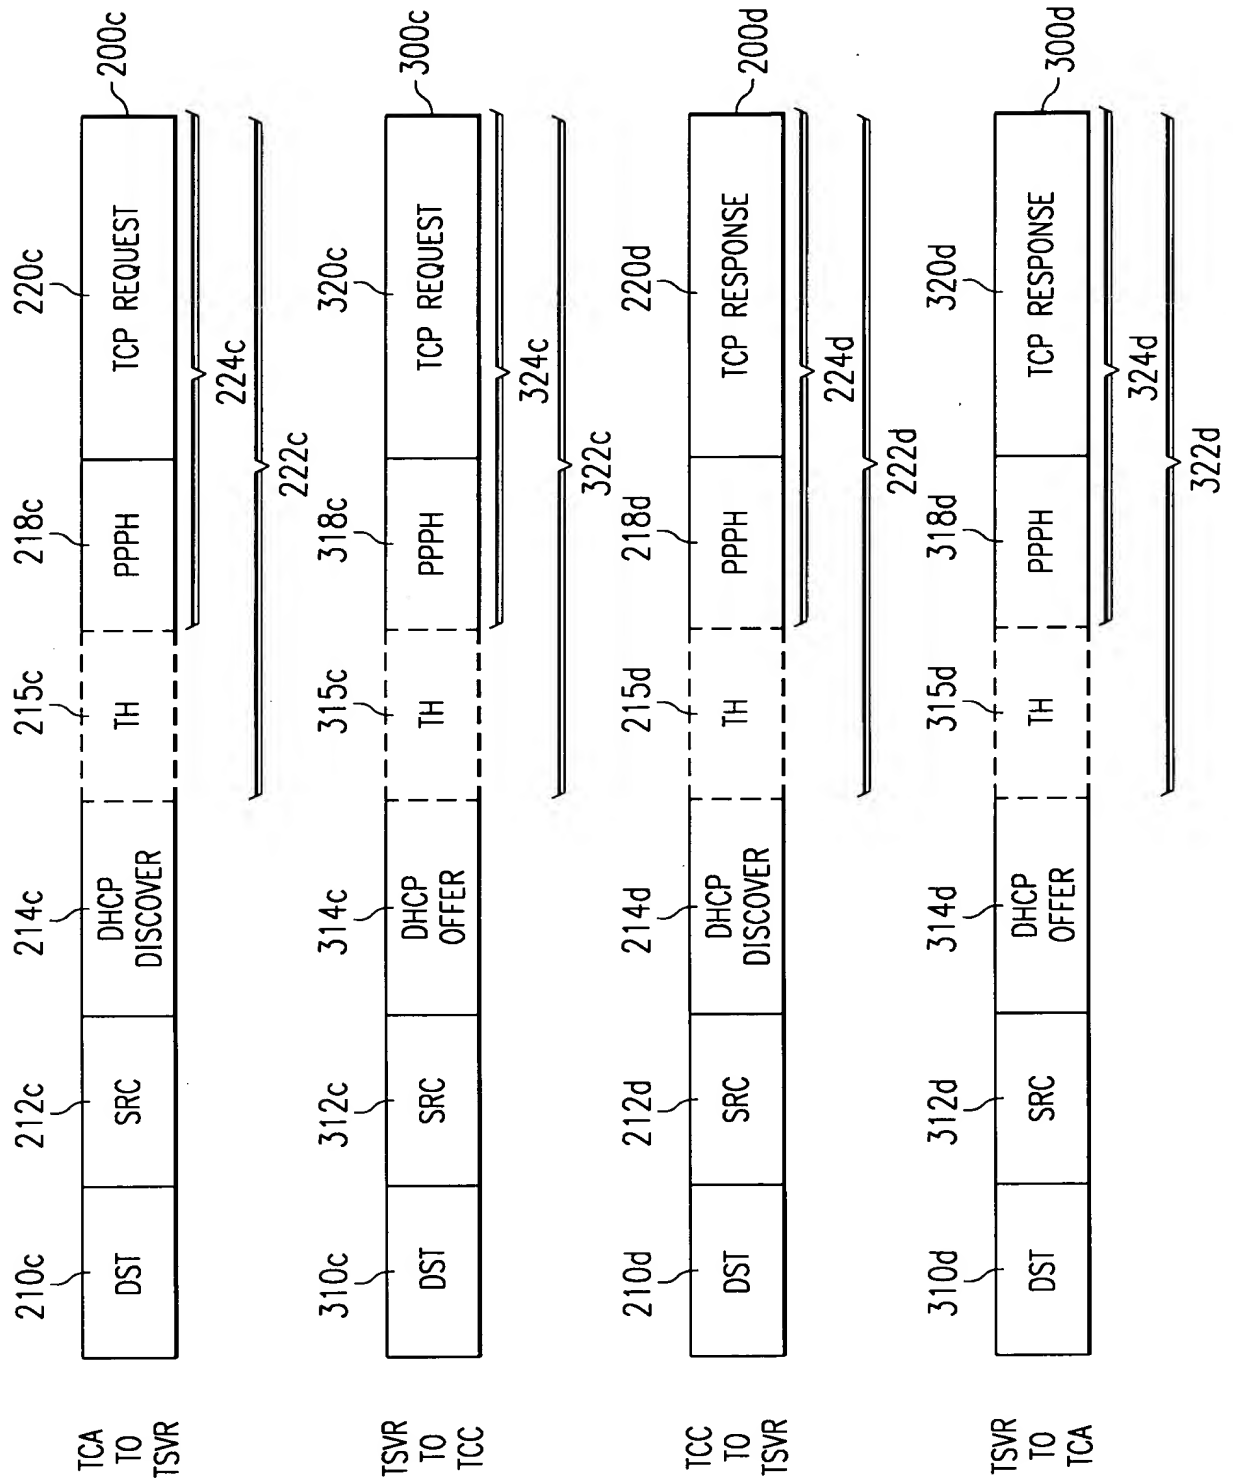 TCA
TO
TSVR
210c
212c
214c
215c
218c
220c
DST
SRC
DHCP
DISCOVER
TH
PPPH
TCP REQUEST
200c
224c
222c
TSVR
TO
TCC
310c
312c
314c
315c
318c
320c
DST
SRC
DHCP
OFFER
TH
PPPH
TCP REQUEST
300c
324c
322c
TCC
TO
TSVR
210d
212d
214d
215d
218d
220d
DST
SRC
DHCP
DISCOVER
TH
PPPH
TCP RESPONSE
200d
224d
222d
TSVR
TO
TCA
310d
312d
314d
315d
318d
320d
DST
SRC
DHCP
OFFER
TH
PPPH
TCP RESPONSE
300d
324d
322d